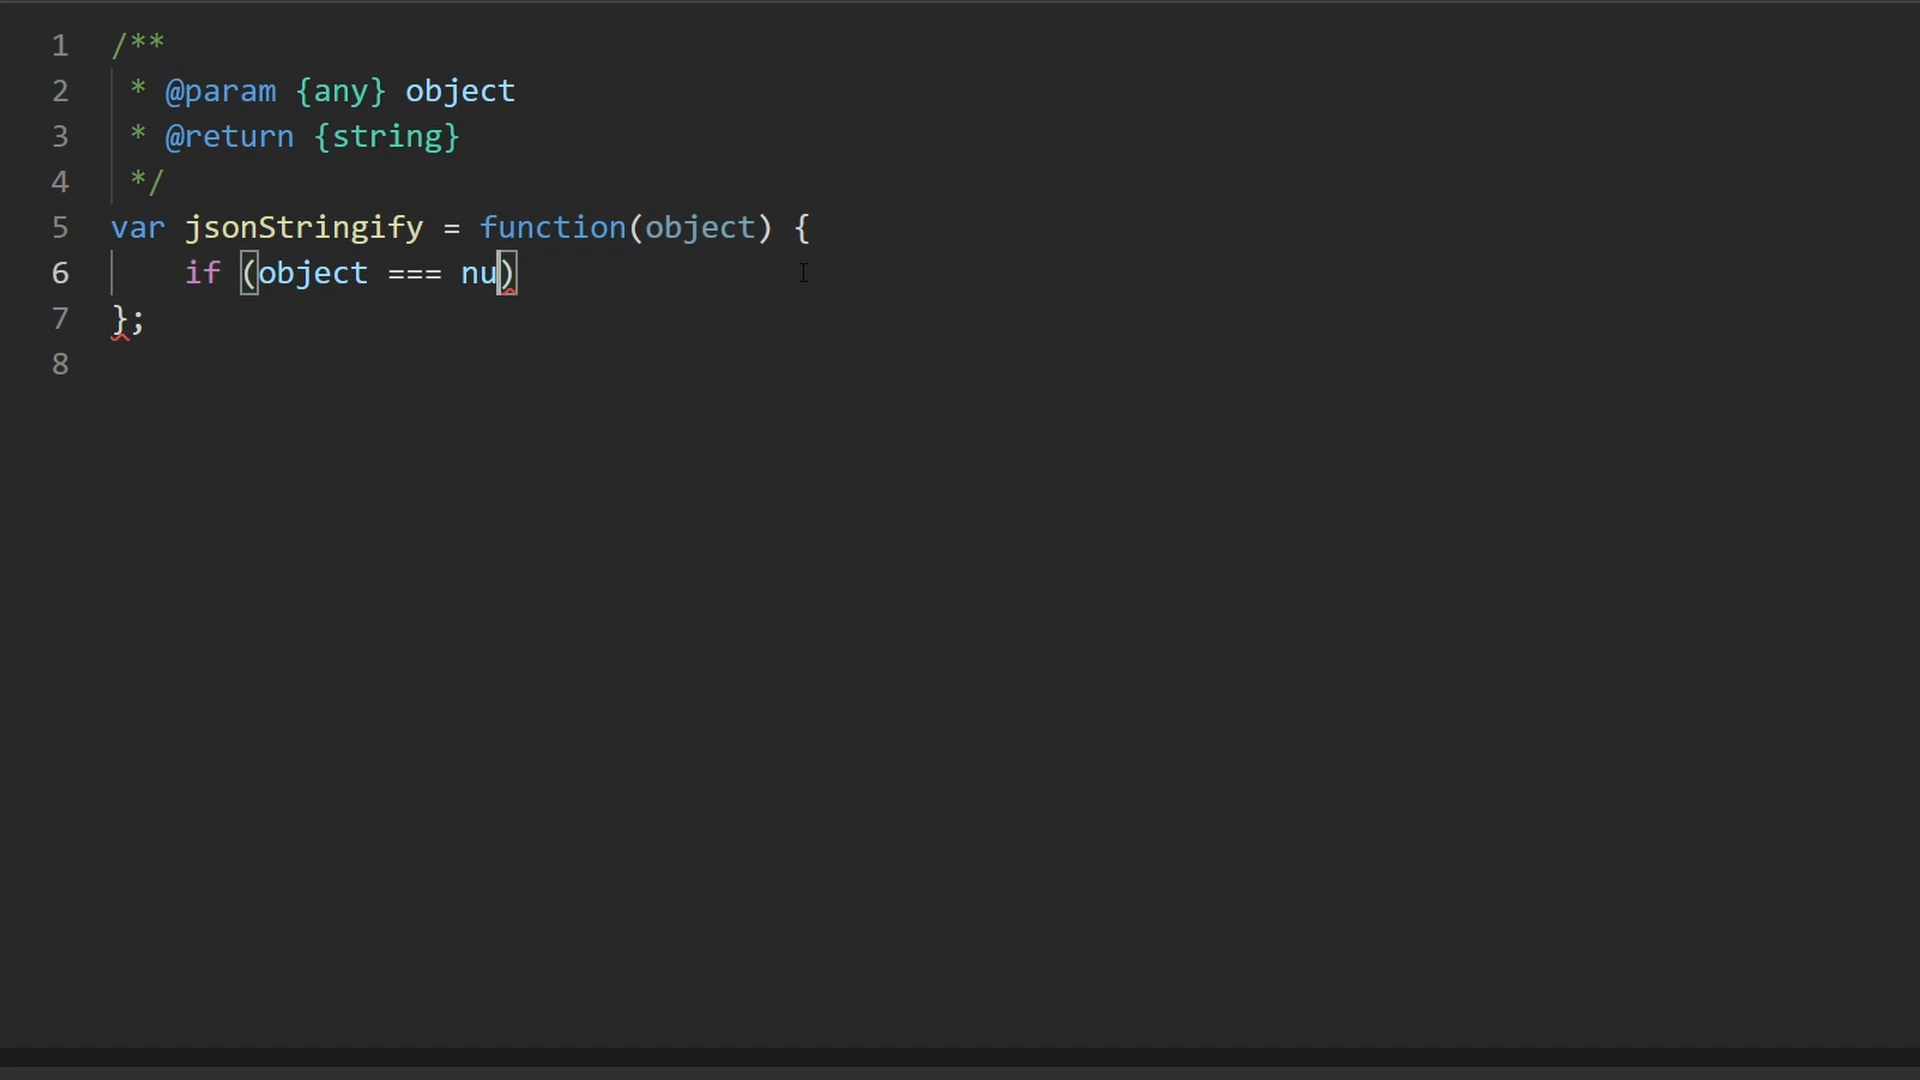 1 /**
2  * @param {any} object
3  * @return {string}
4  */
5 var jsonStringify = function(object) {
6     if (object === nu)
7 };
8